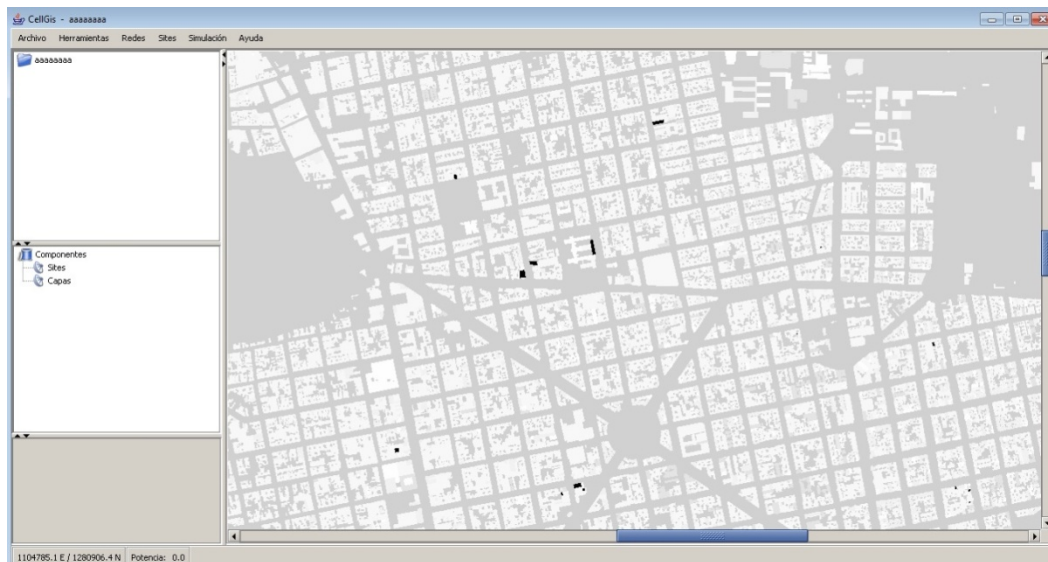 CellGis - aaaaaaaa
Archivo Herramientas Redes Sites Simulación Ayuda
aaaaaaaa
Componentes
Sites
Capas
1104785.1 E / 1280906.4 N Potencia: 0.0